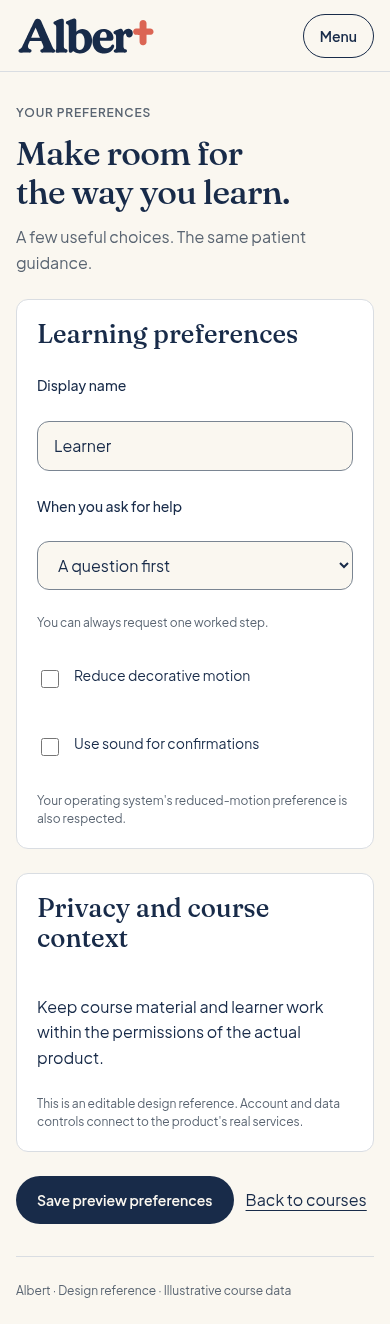 Alber+
Menu
YOUR PREFERENCES
Make room for
the way you learn.
A few useful choices. The same patient
guidance.
Learning preferences
Display name
Learner
When you ask for help
A question first
You can always request one worked step.
Reduce decorative motion
Use sound for confirmations
Your operating system's reduced-motion preference is
also respected.
Privacy and course
context
Keep course material and learner work
within the permissions of the actual
product.
This is an editable design reference. Account and data
controls connect to the product's real services.
Save preview preferences
Back to courses
Albert · Design reference · Illustrative course data